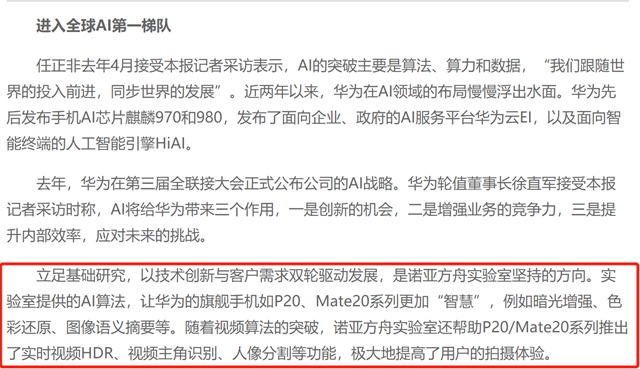 进入全球AI第一梯队
任正非去年4月接受本报记者采访表示，AI的突破主要是算法、算力和数据，“我们跟随世
界的投入前进，同步世界的发展”。近两年以来，华为在AI领域的布局慢慢浮出水面。华为先
后发布手机AI芯片麒麟970和980，发布了面向企业、政府的AI服务平台华为云EI，以及面向智
能终端的人工智能引擎HiAI。
去年，华为在第三届全联接大会正式公布公司的AI战略。华为轮值董事长徐直军接受本报
记者采访时称，AI将给华为带来三个作用，一是创新的机会，二是增强业务的竞争力，三是提
升内部效率，应对未来的挑战。
立足基础研究，以技术创新与客户需求双轮驱动发展，是诺亚方舟实验室坚持的方向。实
验室提供的AI算法，让华为的旗舰手机如P20、Mate20系列更加“智慧”，例如暗光增强、色
彩还原、图像语义摘要等。随着视频算法的突破，诺亚方舟实验室还帮助P20/Mate20系列推出
了实时视频HDR、视频主角识别、人像分割等功能，极大地提高了用户的拍摄体验。